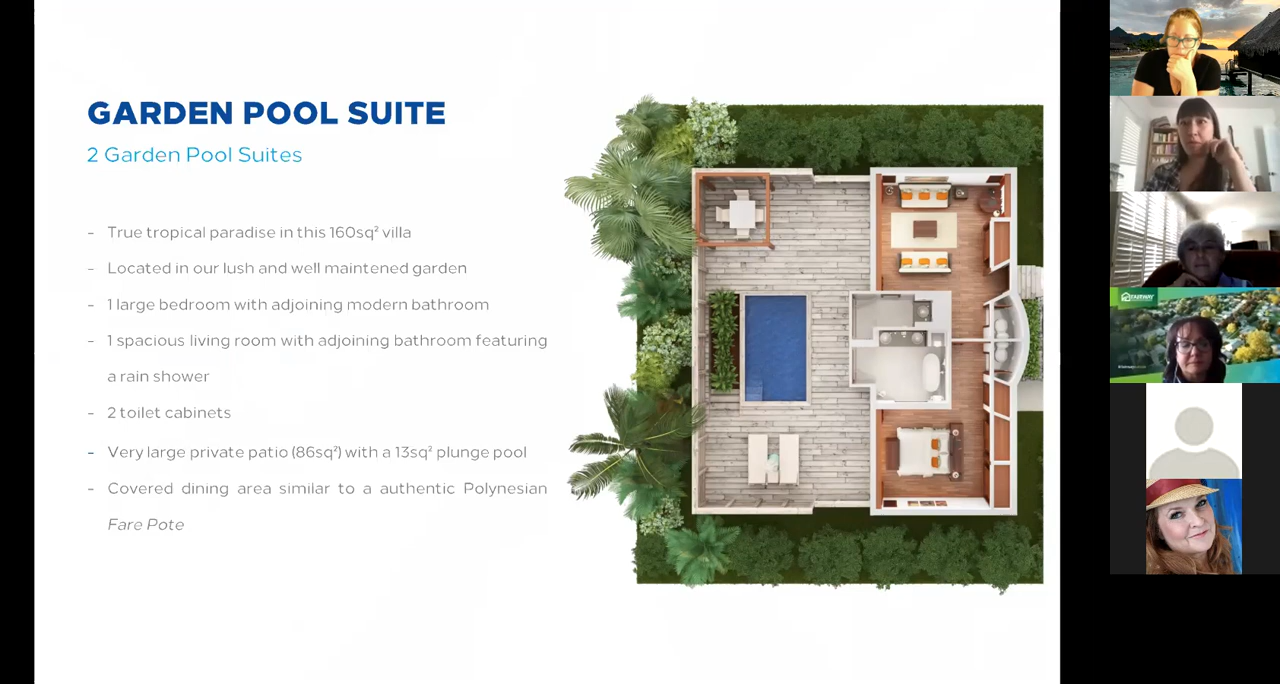 GARDEN POOL SUITE
2 Garden Pool Suites
- True tropical paradise in this 160sq² villa
- Located in our lush and well maintened garden
- 1 large bedroom with adjoining modern bathroom
- 1 spacious living room with adjoining bathroom featuring
a rain shower
- 2 toilet cabinets
- Very large private patio (86sq²) with a 13sq² plunge pool
- Covered dining area similar to a authentic Polynesian
Fare Pote
FAIRWAY